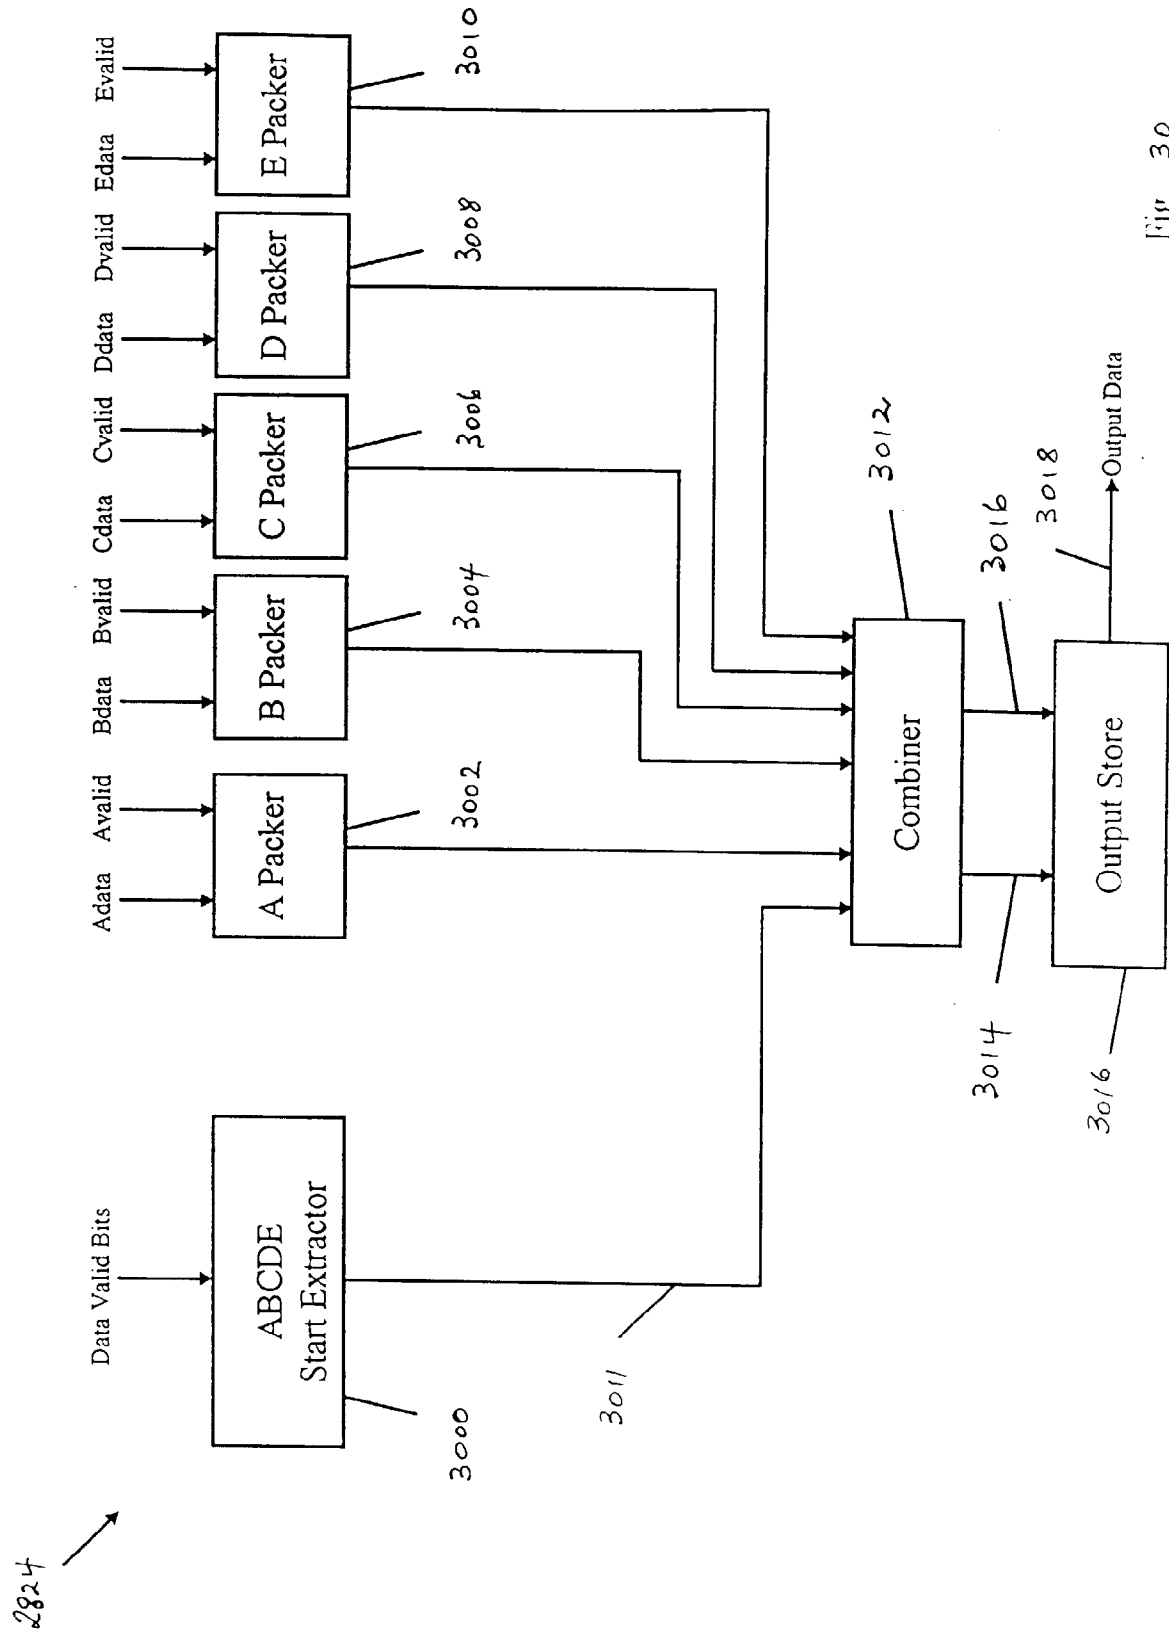 2824
Data Valid Bits
Adata
Avalid
Bdata
Bvalid
Cdata
Cvalid
Ddata
Dvalid
Edata
Evalid
ABCDE
Start Extractor
A Packer
B Packer
C Packer
D Packer
E Packer
3000
3002
3004
3006
3008
3010
3011
Combiner
3012
3014
3016
Output Store
3016
3018
Output Data
Fig 30